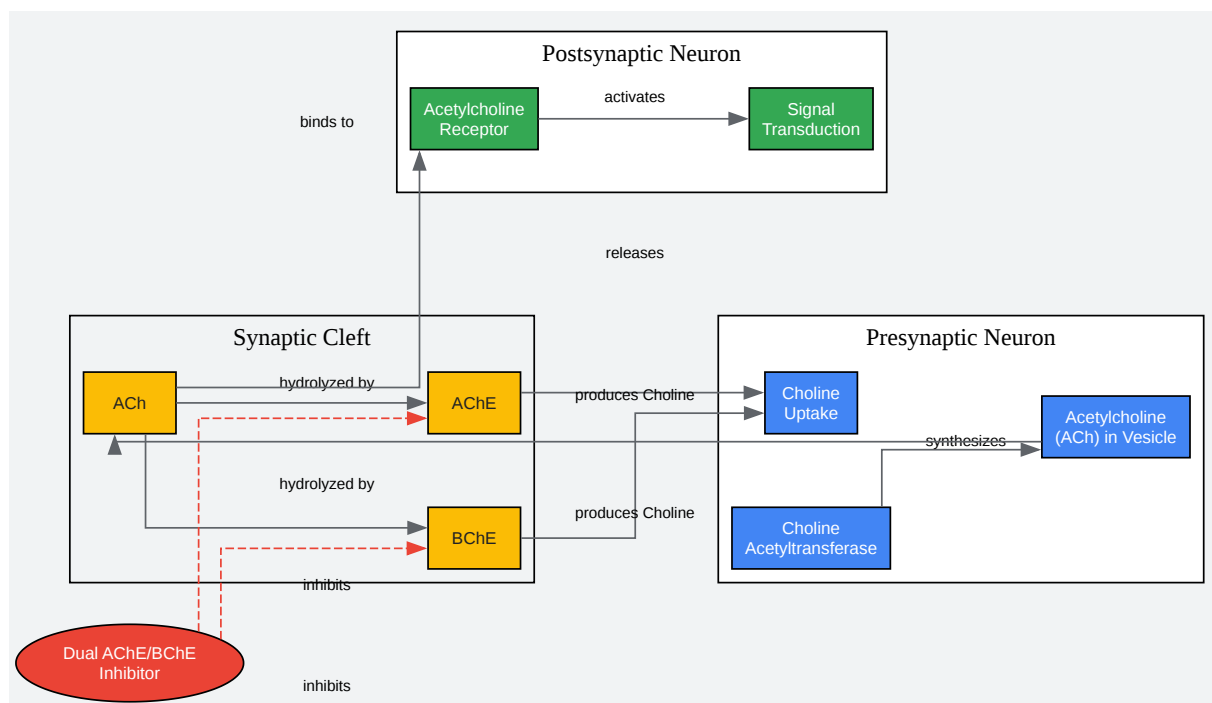 Postsynaptic Neuron
Acetylcholine
Receptor
activates
Signal
Transduction
binds to
releases
Synaptic Cleft
ACh
hydrolyzed by
AChE
hydrolyzed by
BChE
produces Choline
produces Choline
Presynaptic Neuron
Choline
Uptake
Acetylcholine
(ACh) in Vesicle
synthesizes
Choline
Acetyltransferase
inhibits
Dual AChE/BChE
Inhibitor
inhibits